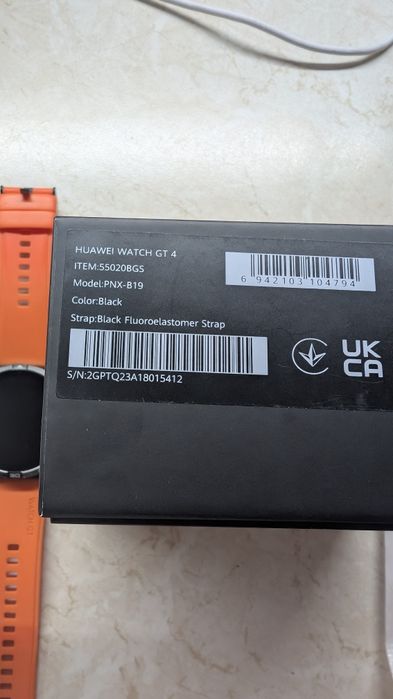 HUAWEI WATCH GT 4
ITEM:55020BGS
Model:PNX-B19
Color:Black
Strap:Black Fluoroelastomer Strap
6 942103 104794
S/N:2GPTQ23A18015412
UK
CA